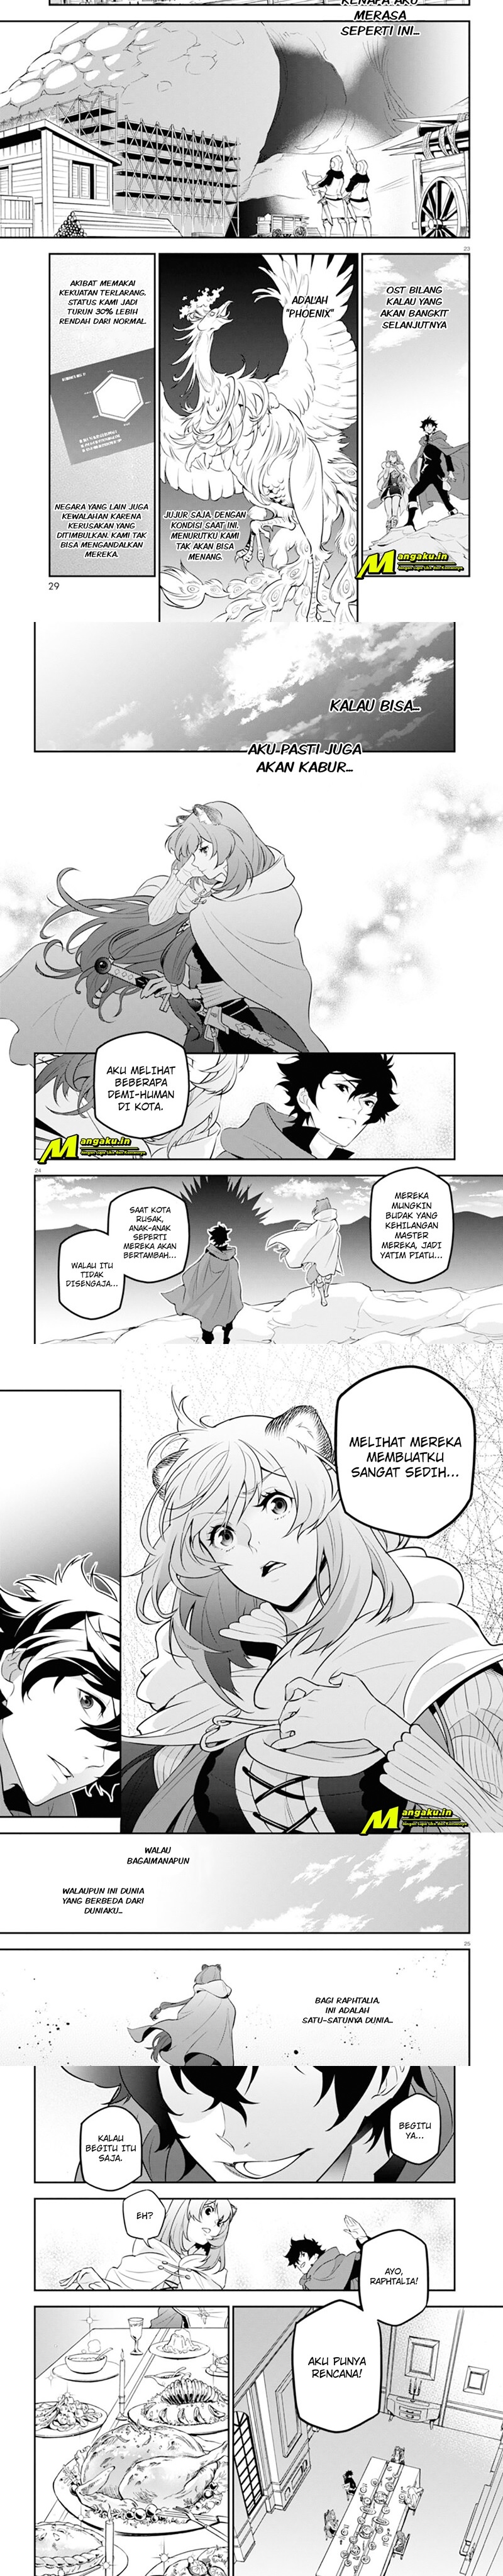 KENAPA AKU
MERASA
SEPERTI INI...
23
OST BILANG
KALAU YANG
AKAN BANGKIT
SELANJUTNYA
ADALAH
"PHOENIX"
JUJUR SAJA, DENGAN
KONDISI SAAT INI.
MENURUTKU KAMI
TAK AKAN BISA
MENANG.
AKIBAT MEMAKAI
KEKUATAN TERLARANG.
STATUS KAMI JADI
TURUN 30% LEBIH
RENDAH DARI NORMAL.
NEGARA YANG LAIN JUGA
KEWALAHAN KARENA
KERUSAKAN YANG
DITIMBULKAN. KAMI TAK
BISA MENGANDALKAN
MEREKA.
Mangaku.in
29
KALAU BISA...
AKU PASTI JUGA
AKAN KABUR...
AKU MELIHAT
BEBERAPA
DEMI-HUMAN
DI KOTA.
Mangaku.in
24
MEREKA
MUNGKIN
BUDAK YANG
KEHILANGAN
MASTER
MEREKA, JADI
YATIM PIATU...
SAAT KOTA
RUSAK,
ANAK-ANAK
SEPERTI
MEREKA AKAN
BERTAMBAH...
WALAU ITU
TIDAK
DISENGAJA...
MELIHAT MEREKA
MEMBUATKU
SANGAT SEDIH...
Mangaku.in
WALAU
BAGAIMANAPUN
WALAUPUN INI DUNIA
YANG BERBEDA DARI
DUNIAKU...
25
BAGI RAPHTALIA.
INI ADALAH
SATU-SATUNYA DUNIA...
BEGITU
YA...
KALAU
BEGITU ITU
SAJA.
EH?
AYO,
RAPHTALIA!
AKU PUNYA
RENCANA!